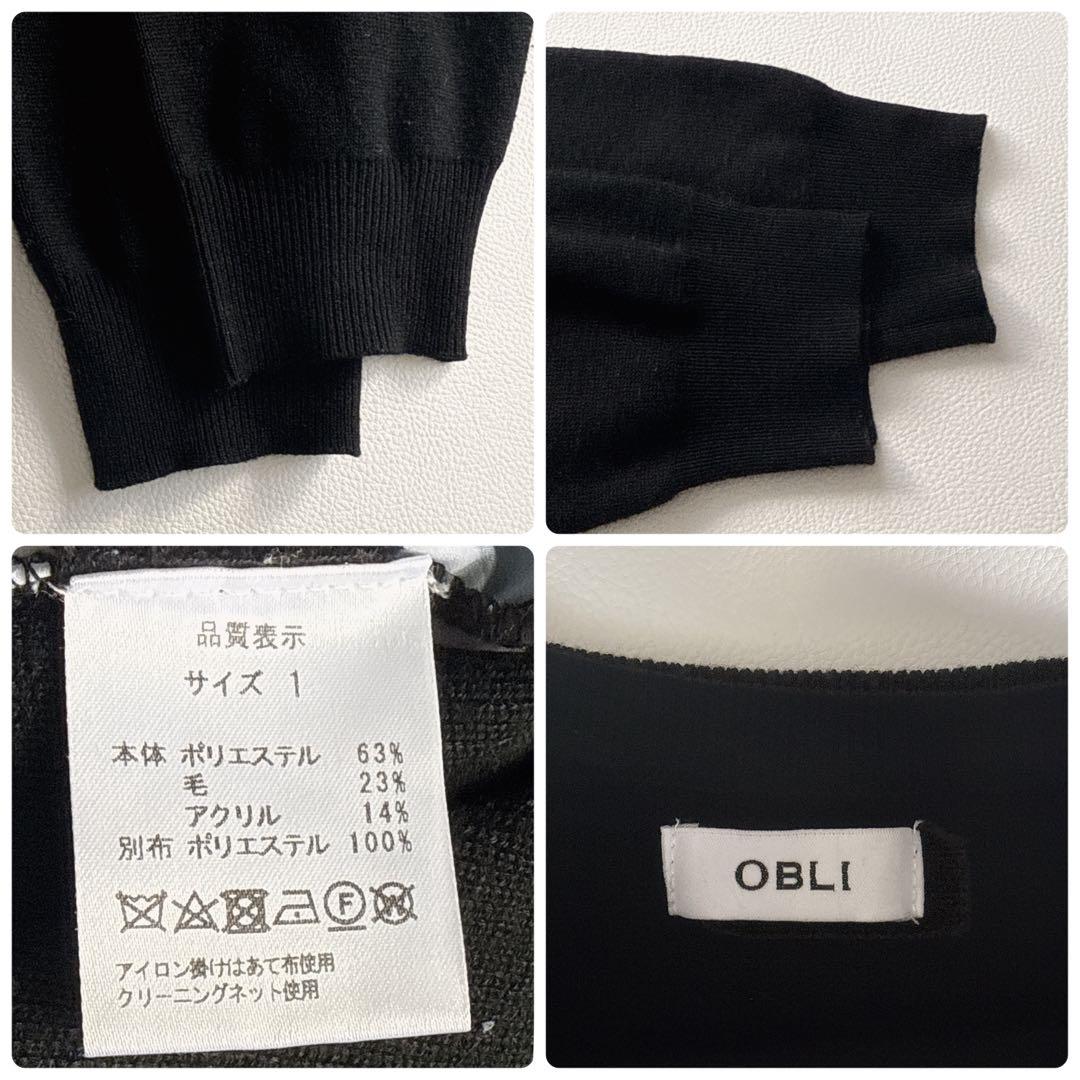 品質表示
サイズ 1
本体 ポリエステル 63%
毛 23%
アクリル 14%
別布 ポリエステル 100%
F
W
アイロン掛けはあて布使用
クリーニングネット使用
OBLI